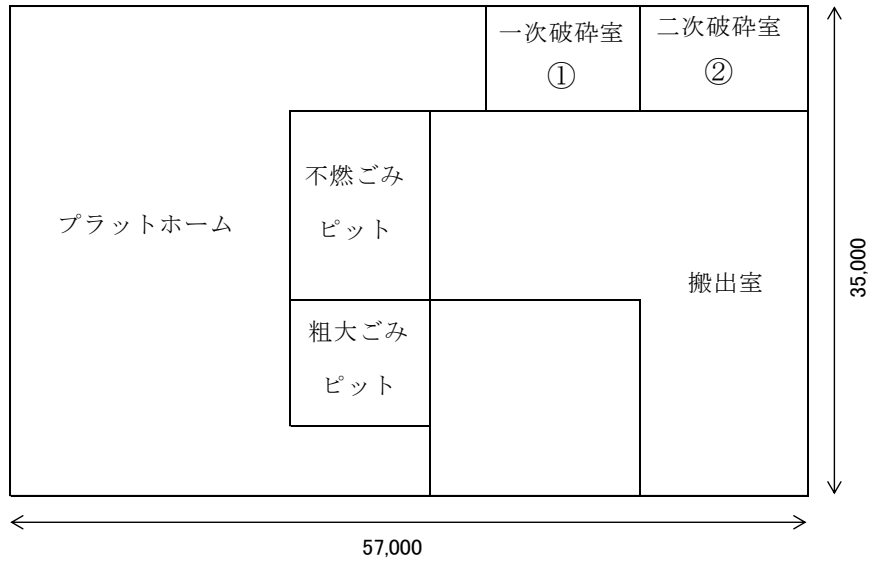 一次破砕室
①
二次破砕室
②
不燃ごみ
ピット
プラットホーム
搬出室
35,000
粗大ごみ
ピット
57,000